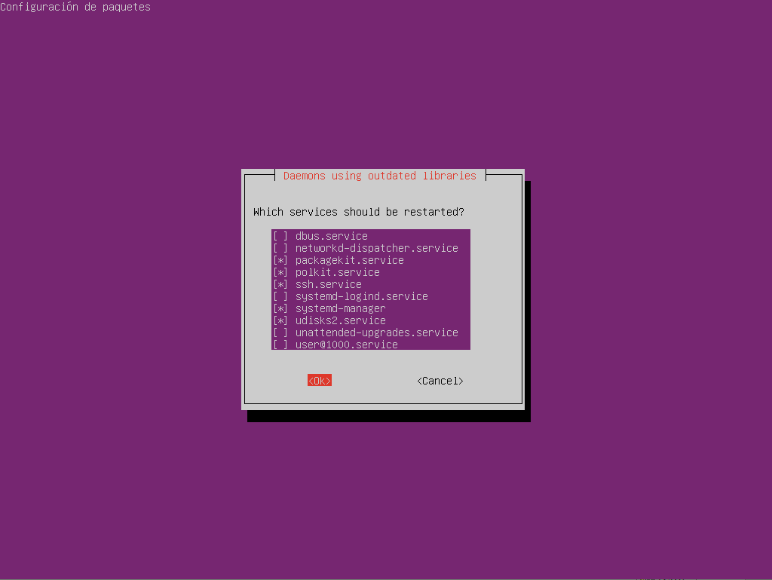 Configuración de paquetes
Daemons using outdated libraries
Which services should be restarted?
[ ] dbus.service
[ ] networkd-dispatcher.service
[*] packagekit.service
[*] polkit.service
[*] ssh.service
[ ] systemd-logind.service
[*] systemd-manager
[*] udisks2.service
[ ] unattended-upgrades.service
[ ] user@1000.service
<Ok> <Cancel>